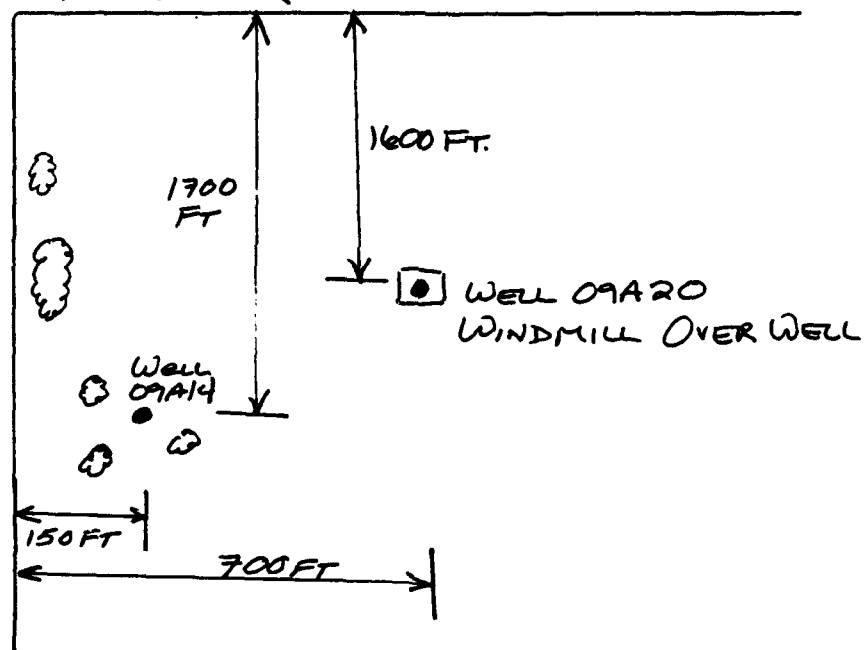 1600 FT.
1700
FT
WELL 09A20
WINDMILL OVER WELL
WELL
09A14
150 FT
700 FT